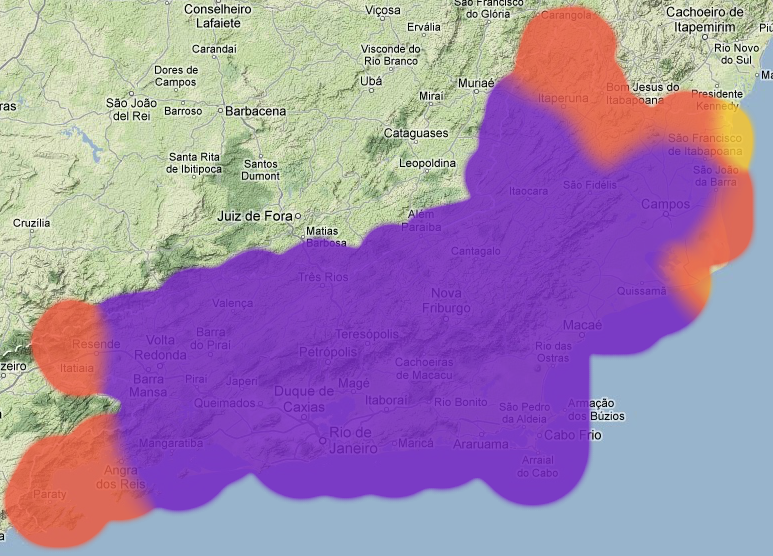 Conselheiro
Lafaiete
Viçosa
São Francisco
do Glória
Carangola
Cachoeiro de
Itapemirim
Ervália
Carandaí
Visconde do
Rio Branco
Rio Novo
do Sul
Dores de
Campos
Ubá
Muriaé
Bom Jesus do
Itabapoana
Presidente
Kennedy
Itaperuna
São João
del Rei
Barroso
Barbacena
Miraí
Cataguases
São Francisco
de Itabapoana
Santa Rita
de Ibitipoca
Santos
Dumont
Leopoldina
São João
da Barra
Itaocara
São Fidélis
Campos
Cruzília
Juiz de Fora
Matias
Barbosa
Além
Paraíba
Cantagalo
Três Rios
Quissamã
Valença
Nova
Friburgo
Macaé
Resende
Volta
Redonda
Barra
do Piraí
Teresópolis
Petrópolis
Rio das
Ostras
Itatiaia
zeiro
Cachoeiras
de Macacu
Barra
Mansa
Piraí
Japeri
Magé
Duque de
Caxias
Queimados
Itaboraí
Rio Bonito
São Pedro
da Aldeia
Armação
dos Búzios
Mangaratiba
Rio de
Janeiro
Maricá
Araruama
Cabo Frio
Arraial
do Cabo
Angra
dos Reis
Paraty